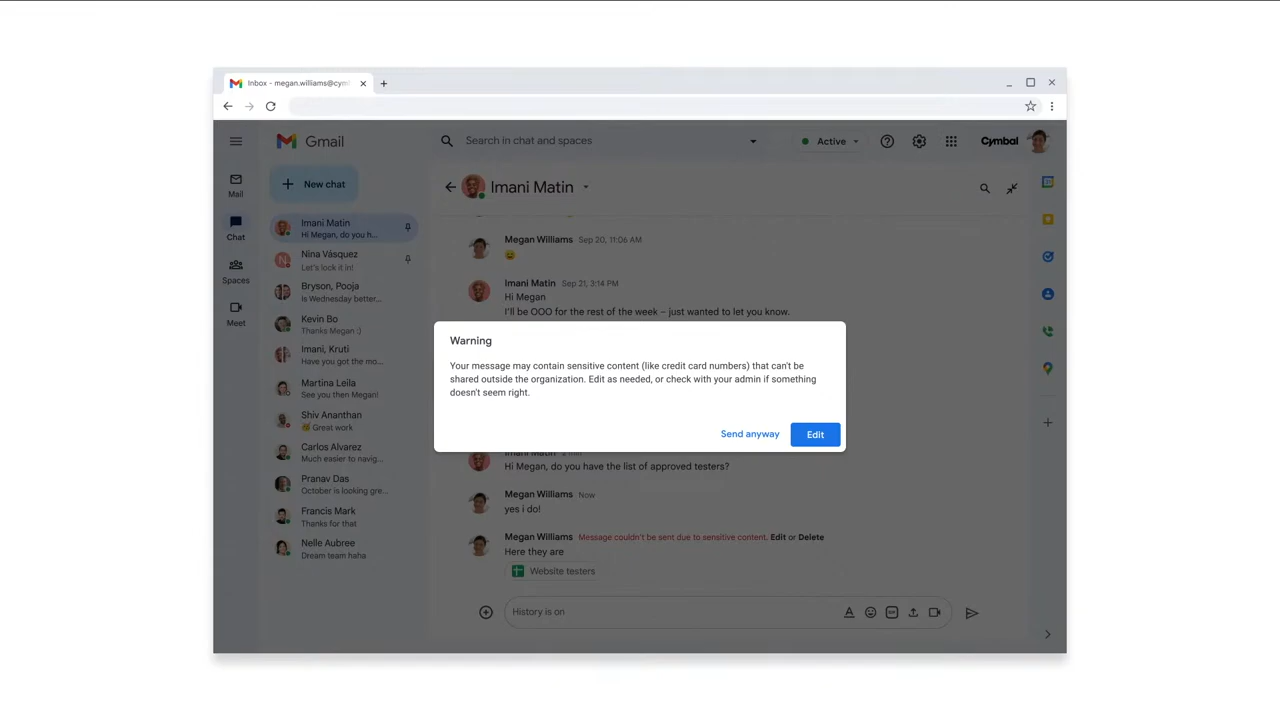 Inbox - megan.williams@cym
Gmail
Search in chat and spaces
Active
Cymbal
Mail
Chat
Spaces
Meet
New chat
Imani Matin
Hi Megan, do you h...
Nina Vásquez
Let's lock it in!
Bryson, Pooja
Is Wednesday better...
Kevin Bo
Thanks Megan :)
Imani, Kruti
Have you got the mo...
Martina Leila
See you then Megan!
Shiv Ananthan
Great work
Carlos Alvarez
Much easier to navig...
Pranav Das
October is looking gre...
Francis Mark
Thanks for that
Nelle Aubree
Dream team haha
Imani Matin
Megan Williams Sep 20, 11:06 AM
Imani Matin Sep 21, 3:14 PM
Hi Megan
I'll be OOO for the rest of the week – just wanted to let you know.
Warning
Your message may contain sensitive content (like credit card numbers) that can't be
shared outside the organization. Edit as needed, or check with your admin if something
doesn't seem right.
Send anyway
Edit
Imani Matin 2 min
Hi Megan, do you have the list of approved testers?
Megan Williams Now
yes i do!
Megan Williams Message couldn't be sent due to sensitive content. Edit or Delete
Here they are
Website testers
History is on
GIF